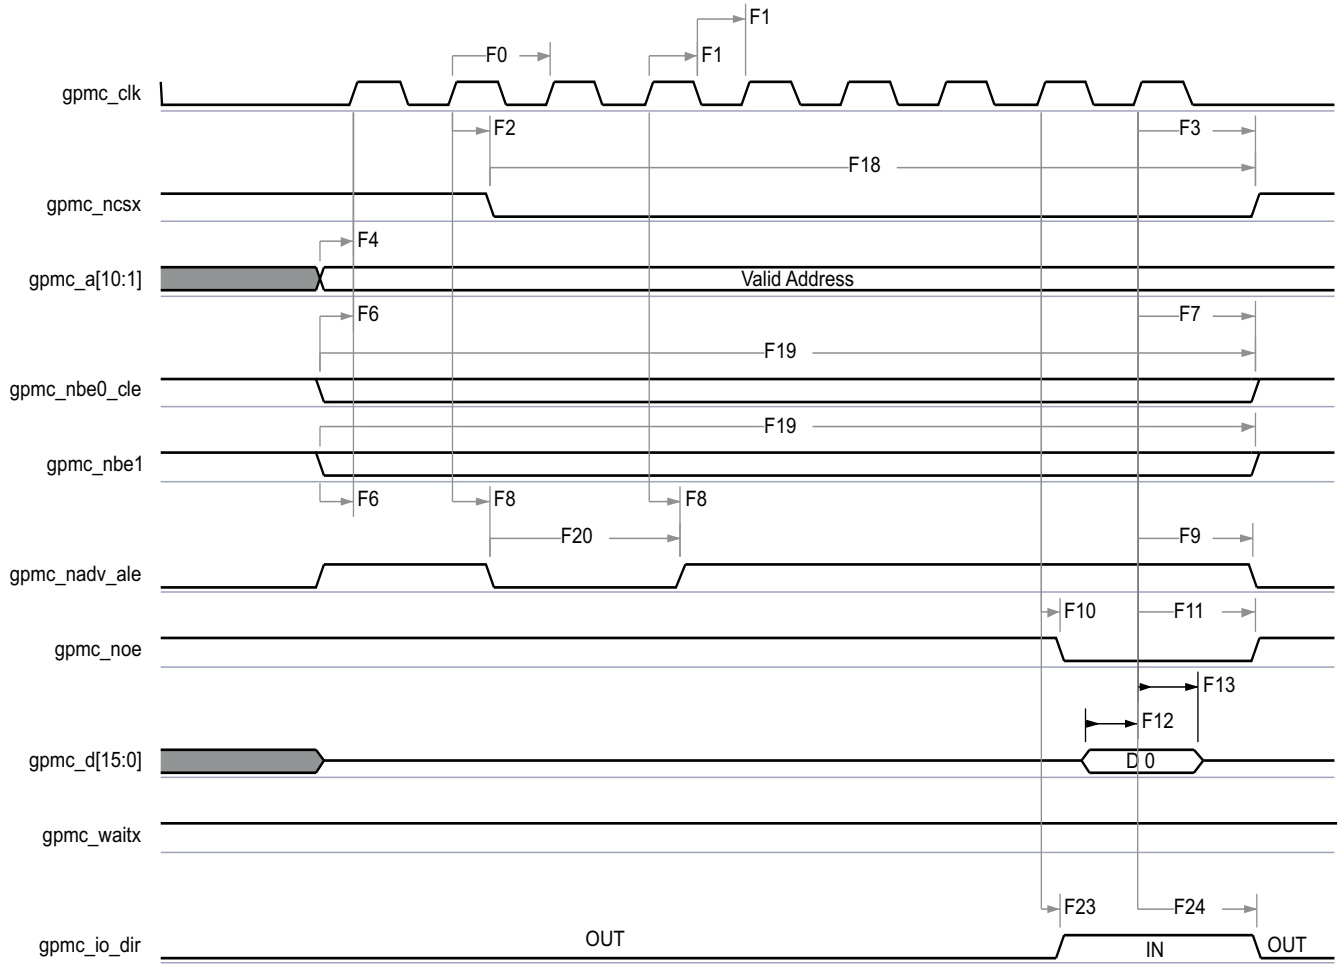 F1
F0
F1
gpmc_clk
F2
F3
F18
gpmc_ncsx
F4
gpmc_a[10:1]
Valid Address
F6
F7
F19
gpmc_nbe0_cle
F19
gpmc_nbe1
F6
F8
F8
F20
F9
gpmc_nadv_ale
F10
F11
gpmc_noe
F13
F12
gpmc_d[15:0]
D 0
gpmc_waitx
F23
F24
gpmc_io_dir
OUT
IN
OUT